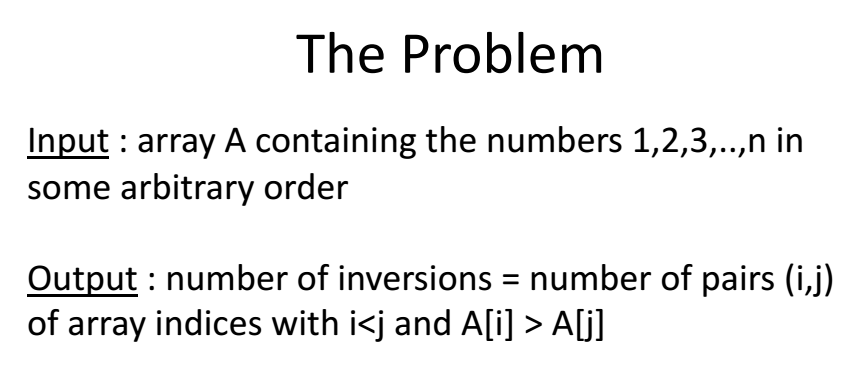 The Problem
Input : array A containing the numbers 1,2,3,..,n in
some arbitrary order
Output : number of inversions = number of pairs (i,j)
of array indices with i<j and A[i] > A[j]